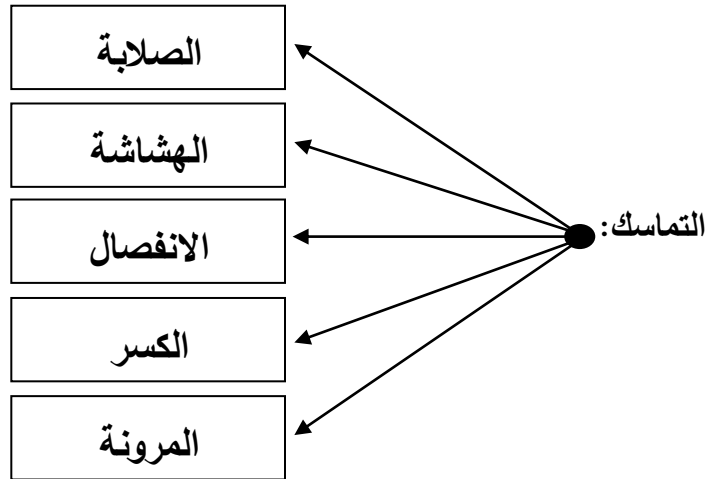 التماسك:
الصلابة
الهشاشة
الانفصال
الكسر
المرونة